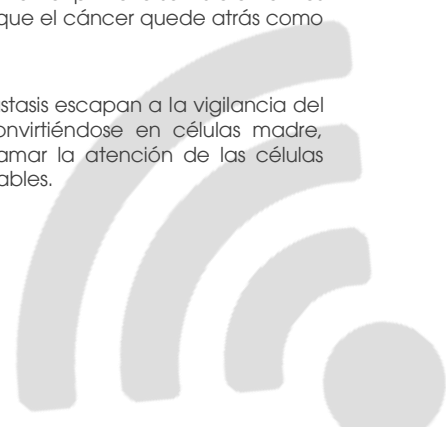 que el cáncer quede atrás como
stasis escapan a la vigilancia del
onvirtiéndose en células madre,
amar la atención de las células
ables.